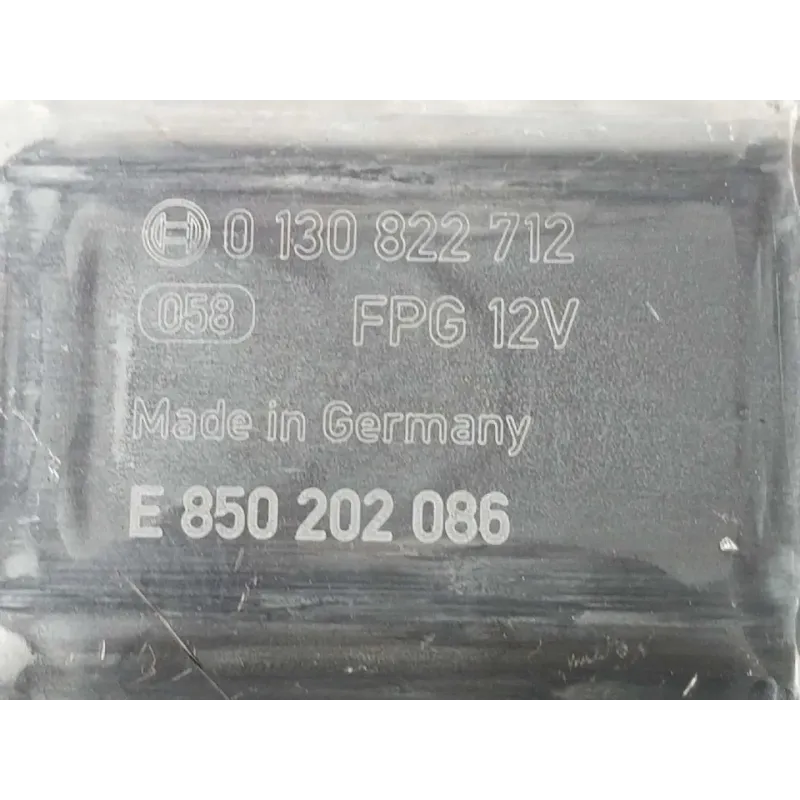 0 130 822 712
058 FPG 12V
Made in Germany
E 850 202 086